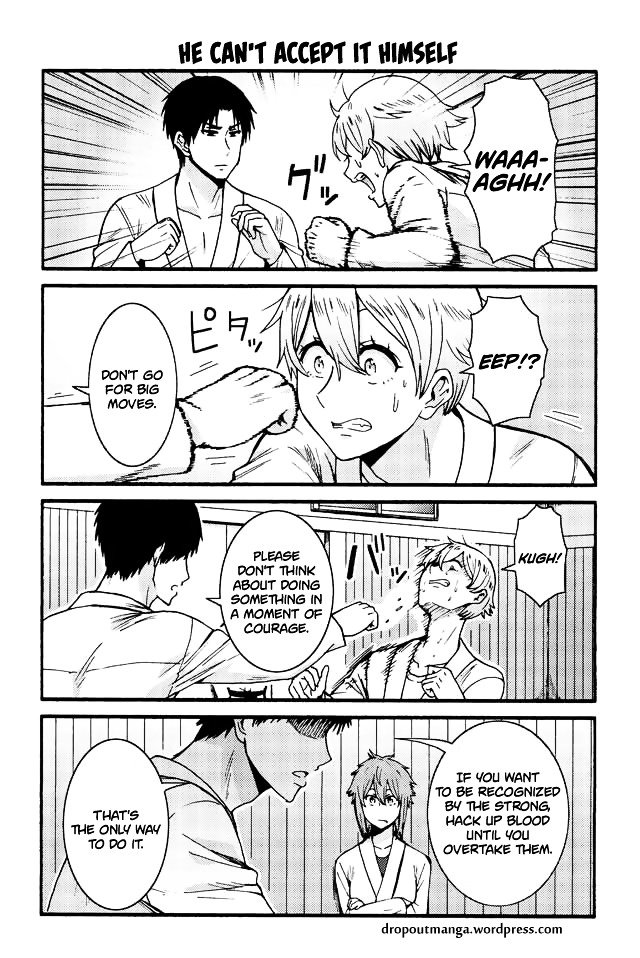 HE CAN'T ACCEPT IT HIMSELF
WAAA-
AGHH!
グッ
EEP!?
ピタッ
DON'T GO
FOR BIG
MOVES.
KUGH!
PLEASE
DON'T THINK
ABOUT DOING
SOMETHING IN
A MOMENT OF
COURAGE.
IF YOU WANT
TO BE RECOGNIZED
BY THE STRONG,
HACK UP BLOOD
UNTIL YOU
OVERTAKE THEM.
THAT'S
THE ONLY WAY
TO DO IT.
dropoutmanga.wordpress.com